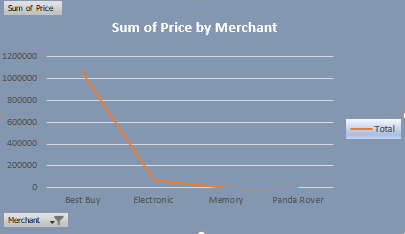 Sum of Price
Sum of Price by Merchant
1200000
1000000
800000
600000
400000
200000
0
Best Buy Electronic Memory Panda Rover
Total
Merchant